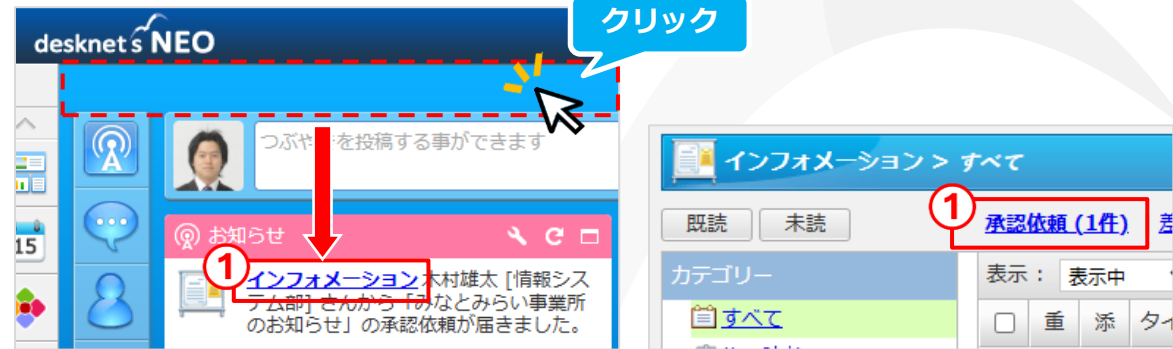 desknet's NEO
クリック
15
つぶや を投稿する事ができます
お知らせ
1
インフォメーション 木村雄太 [情報シス
テム部] さんから「みなとみらい事業所
のお知らせ」の承認依頼が届きました。
インフォメーション > すべて
既読
未読
1
承認依頼 (1件)
差
カテゴリー
すべて
表示： 表示中
重
添
タイ